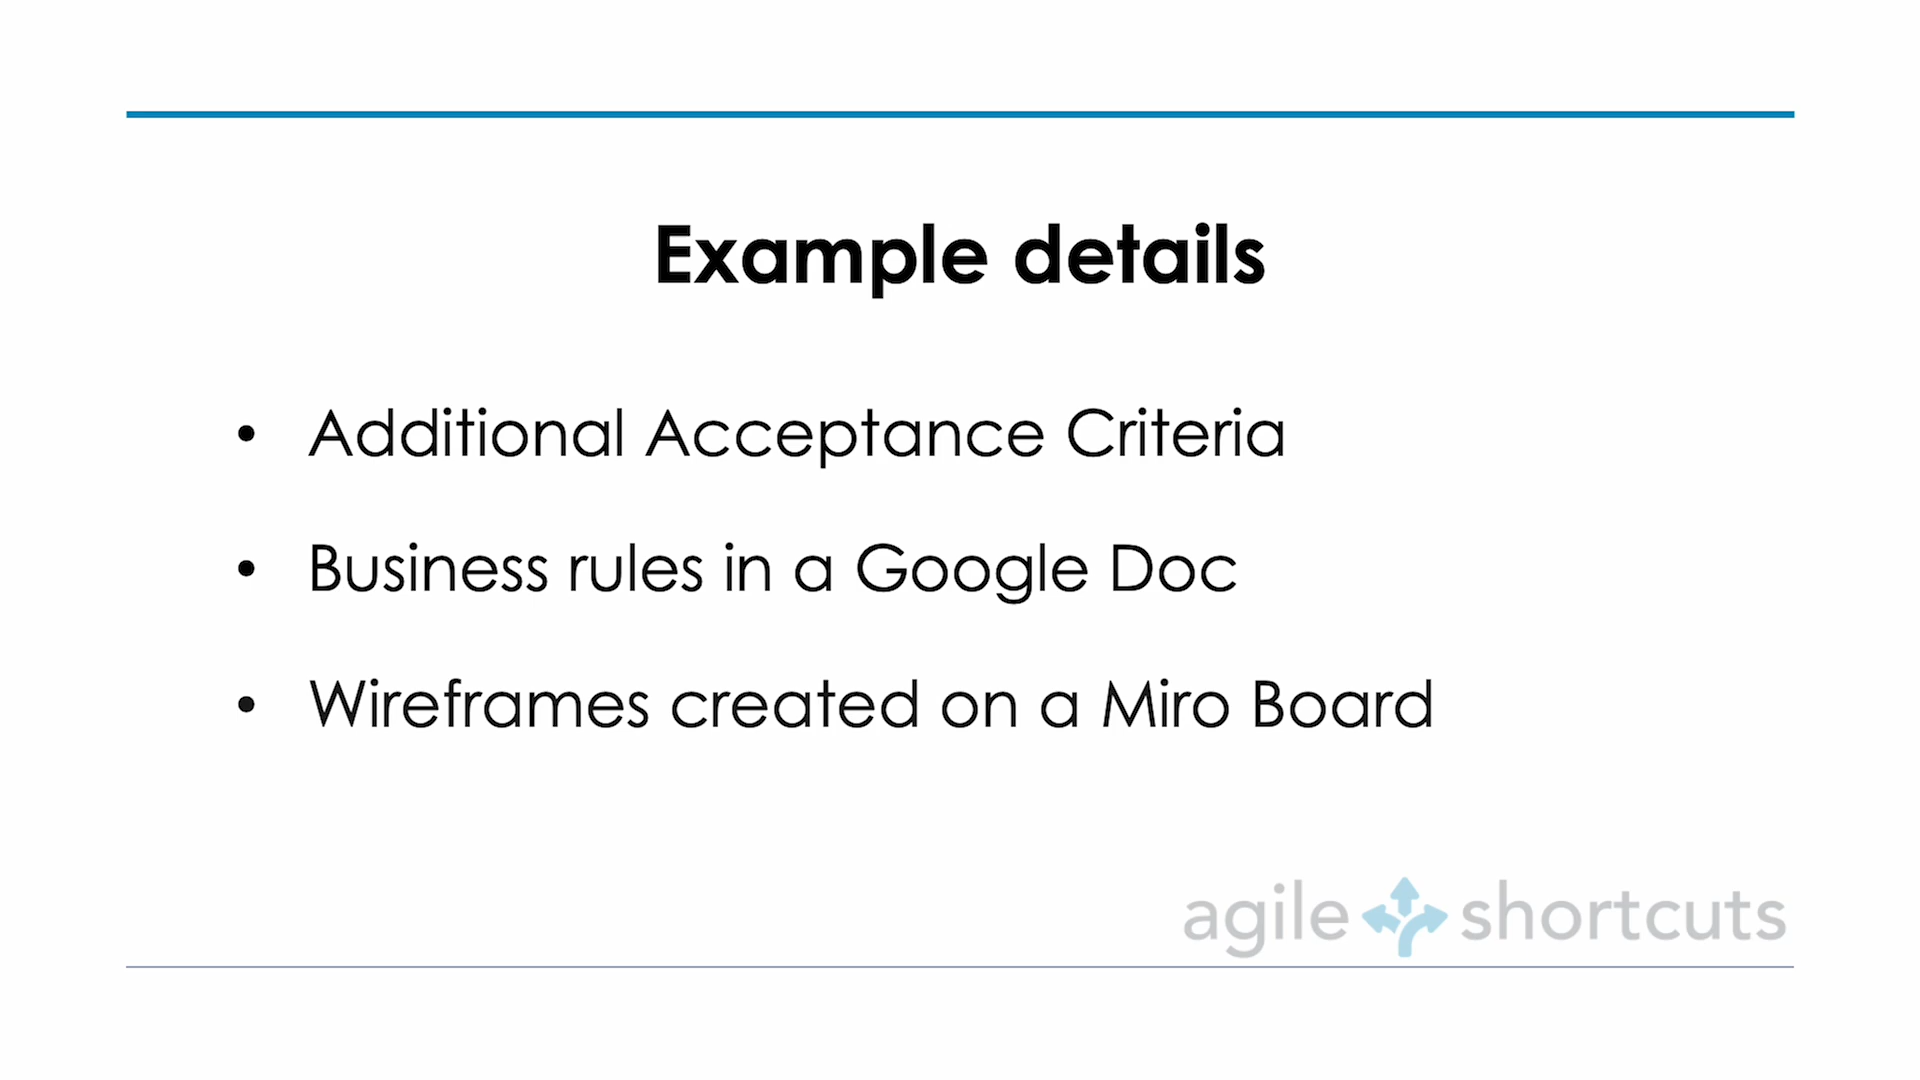 Example details
• Additional Acceptance Criteria
• Business rules in a Google Doc
• Wireframes created on a Miro Board
agile shortcuts